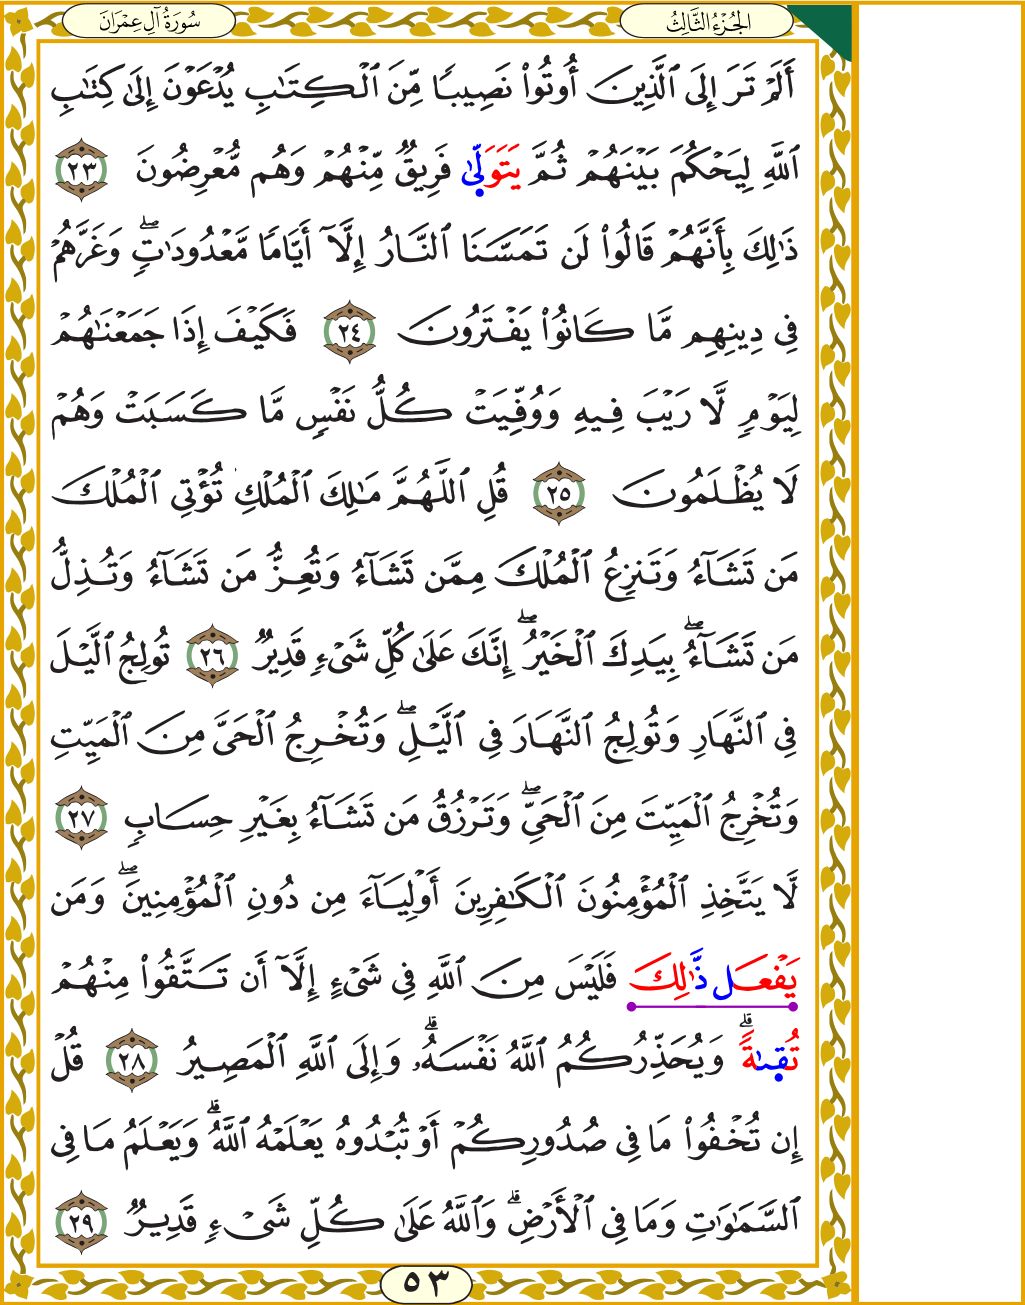 سُورَةُ آلِ عِمْرَانَ
الجُزْءُ الثَّالِثُ
أَلَمْ تَرَ إِلَى ٱلَّذِينَ أُوتُوا۟ نَصِيبًا مِّنَ ٱلْكِتَٰبِ يُدْعَوْنَ إِلَىٰ كِتَٰبِ
ٱللَّهِ لِيَحْكُمَ بَيْنَهُمْ ثُمَّ يَتَوَلَّىٰ فَرِيقٌ مِّنْهُمْ وَهُم مُّعْرِضُونَ ٢٣
ذَٰلِكَ بِأَنَّهُمْ قَالُوا۟ لَن تَمَسَّنَا ٱلنَّارُ إِلَّآ أَيَّامًا مَّعْدُودَٰتٍۖ وَغَرَّهُمْ
فِى دِينِهِم مَّا كَانُوا۟ يَفْتَرُونَ ٢٤ فَكَيْفَ إِذَا جَمَعْنَٰهُمْ
لِيَوْمٍ لَّا رَيْبَ فِيهِ وَوُفِّيَتْ كُلُّ نَفْسٍ مَّا كَسَبَتْ وَهُمْ
لَا يُظْلَمُونَ ٢٥ قُلِ ٱللَّهُمَّ مَٰلِكَ ٱلْمُلْكِ تُؤْتِى ٱلْمُلْكَ
مَن تَشَآءُ وَتَنزِعُ ٱلْمُلْكَ مِمَّن تَشَآءُ وَتُعِزُّ مَن تَشَآءُ وَتُذِلُّ
مَن تَشَآءُۖ بِيَدِكَ ٱلْخَيْرُۖ إِنَّكَ عَلَىٰ كُلِّ شَىْءٍ قَدِيرٌ ٢٦ تُولِجُ ٱلَّيْلَ
فِى ٱلنَّهَارِ وَتُولِجُ ٱلنَّهَارَ فِى ٱلَّيْلِۖ وَتُخْرِجُ ٱلْحَىَّ مِنَ ٱلْمَيِّتِ
وَتُخْرِجُ ٱلْمَيِّتَ مِنَ ٱلْحَىِّۖ وَتَرْزُقُ مَن تَشَآءُ بِغَيْرِ حِسَابٍ ٢٧
لَّا يَتَّخِذِ ٱلْمُؤْمِنُونَ ٱلْكَٰفِرِينَ أَوْلِيَآءَ مِن دُونِ ٱلْمُؤْمِنِينَۖ وَمَن
يَفْعَل ذَّٰلِكَ فَلَيْسَ مِنَ ٱللَّهِ فِى شَىْءٍ إِلَّآ أَن تَتَّقُوا۟ مِنْهُمْ
تُقَىٰةًۗ وَيُحَذِّرُكُمُ ٱللَّهُ نَفْسَهُۥۗ وَإِلَى ٱللَّهِ ٱلْمَصِيرُ ٢٨ قُلْ
إِن تُخْفُوا۟ مَا فِى صُدُورِكُمْ أَوْ تُبْدُوهُ يَعْلَمْهُ ٱللَّهُۗ وَيَعْلَمُ مَا فِى
ٱلسَّمَٰوَٰتِ وَمَا فِى ٱلْأَرْضِۗ وَٱللَّهُ عَلَىٰ كُلِّ شَىْءٍ قَدِيرٌ ٢٩
٥٣